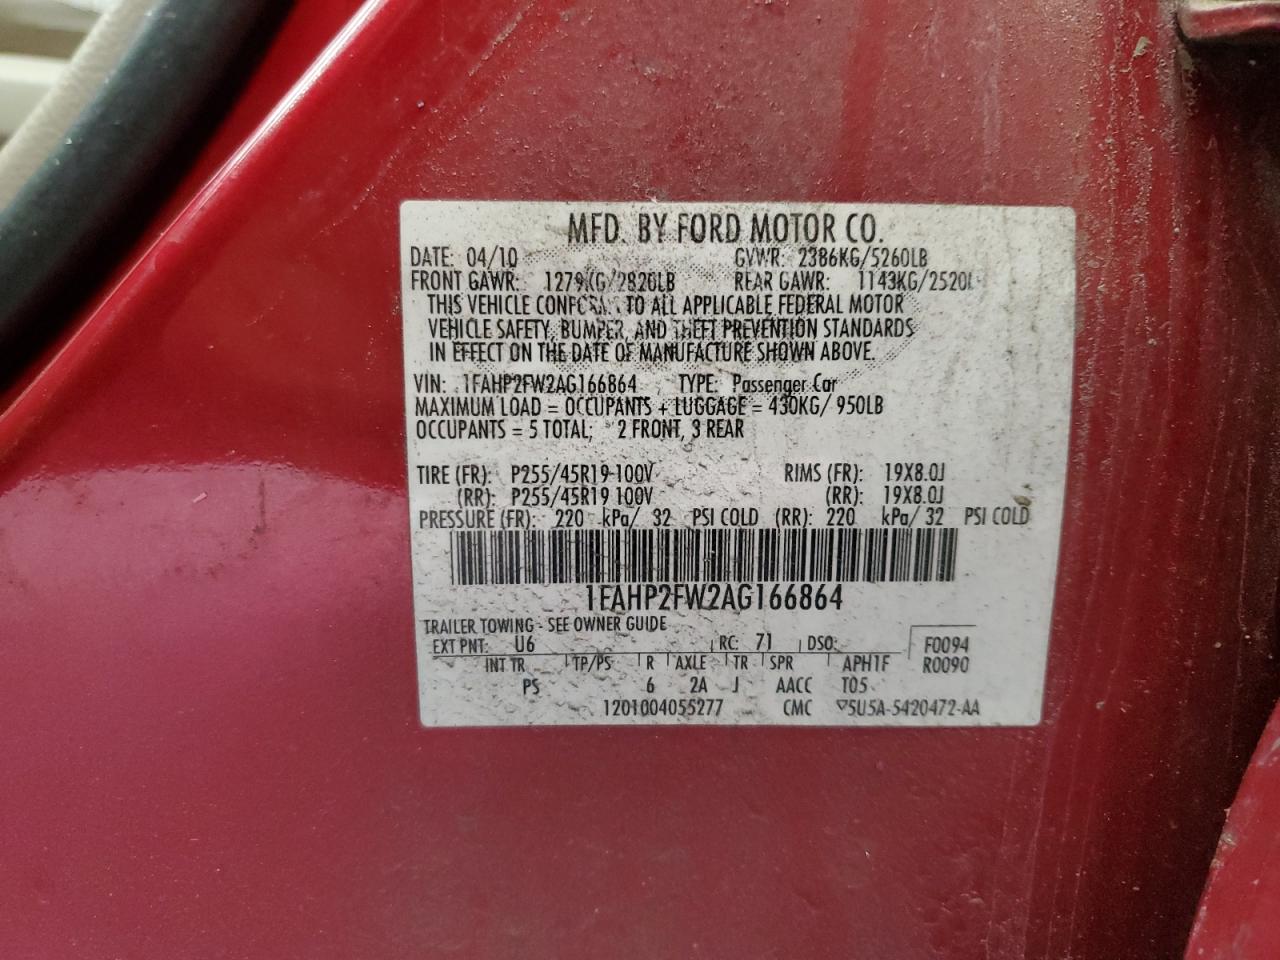 MFD. BY FORD MOTOR CO.
DATE: 04/10 GVWR: 2386KG/5260LB
FRONT GAWR: 1279KG/2820LB REAR GAWR: 1143KG/2520L
THIS VEHICLE CONFORMS TO ALL APPLICABLE FEDERAL MOTOR
VEHICLE SAFETY, BUMPER, AND THEFT PREVENTION STANDARDS
IN EFFECT ON THE DATE OF MANUFACTURE SHOWN ABOVE.
VIN: 1FAHP2FW2AG166864 TYPE: Passenger Car
MAXIMUM LOAD = OCCUPANTS + LUGGAGE = 430KG/ 950LB
OCCUPANTS = 5 TOTAL; 2 FRONT, 3 REAR
TIRE (FR): P255/45R19-100V RIMS (FR): 19X8.0J
(RR): P255/45R19 100V (RR): 19X8.0J
PRESSURE (FR): 220 kPa/ 32 PSI COLD (RR): 220 kPa/ 32 PSI COLD
1FAHP2FW2AG166864
TRAILER TOWING - SEE OWNER GUIDE
EXT PNT: U6 RC: 71 DSO: F0094
INT TR TP/PS R AXLE TR SPR APH1F R0090
PS 6 2A J AACC T05
1201004055277 CMC ▽5U5A-5420472-AA